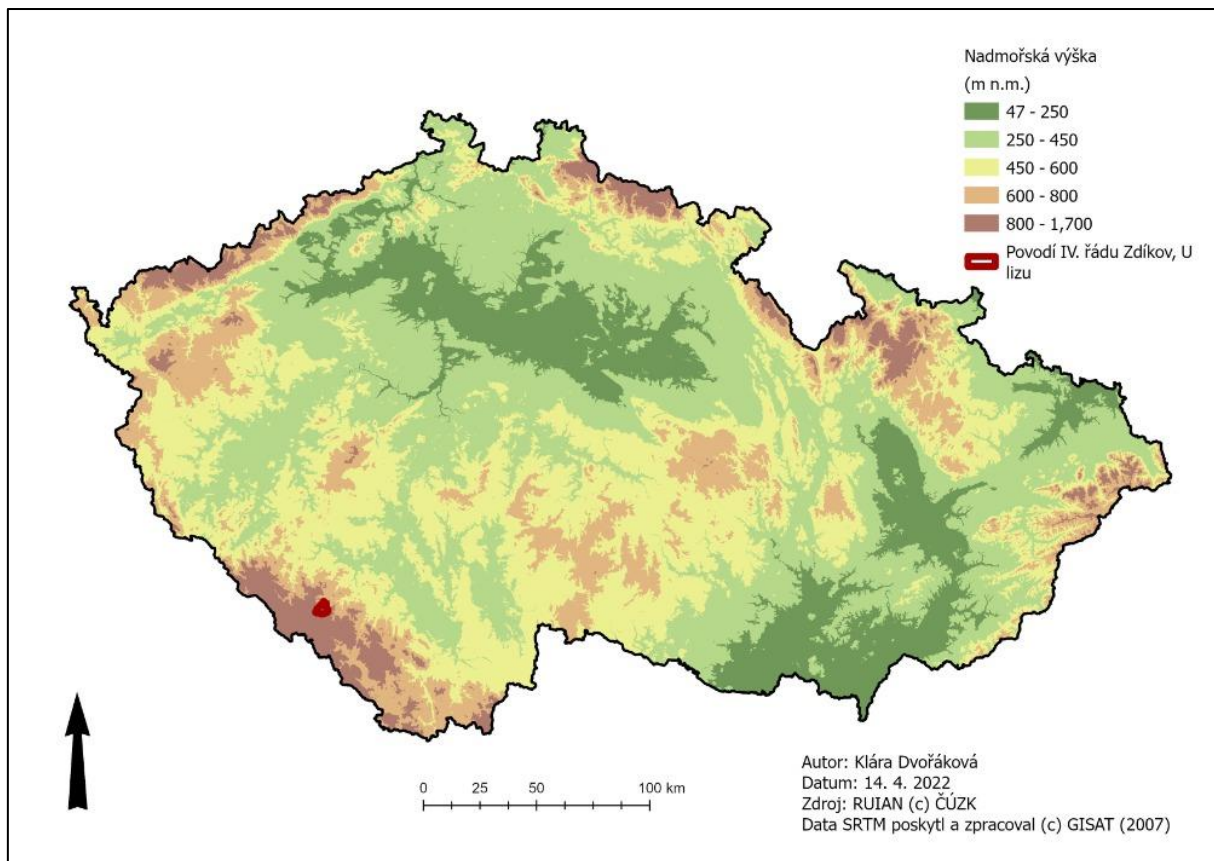 Nadmořská výška
(m n.m.)
47 - 250
250 - 450
450 - 600
600 - 800
800 - 1,700
Povodí IV. řádu Zdíkov, U
lizu
0 25 50 100 km
Autor: Klára Dvořáková
Datum: 14. 4. 2022
Zdroj: RUIAN (c) ČÚZK
Data SRTM poskytl a zpracoval (c) GISAT (2007)